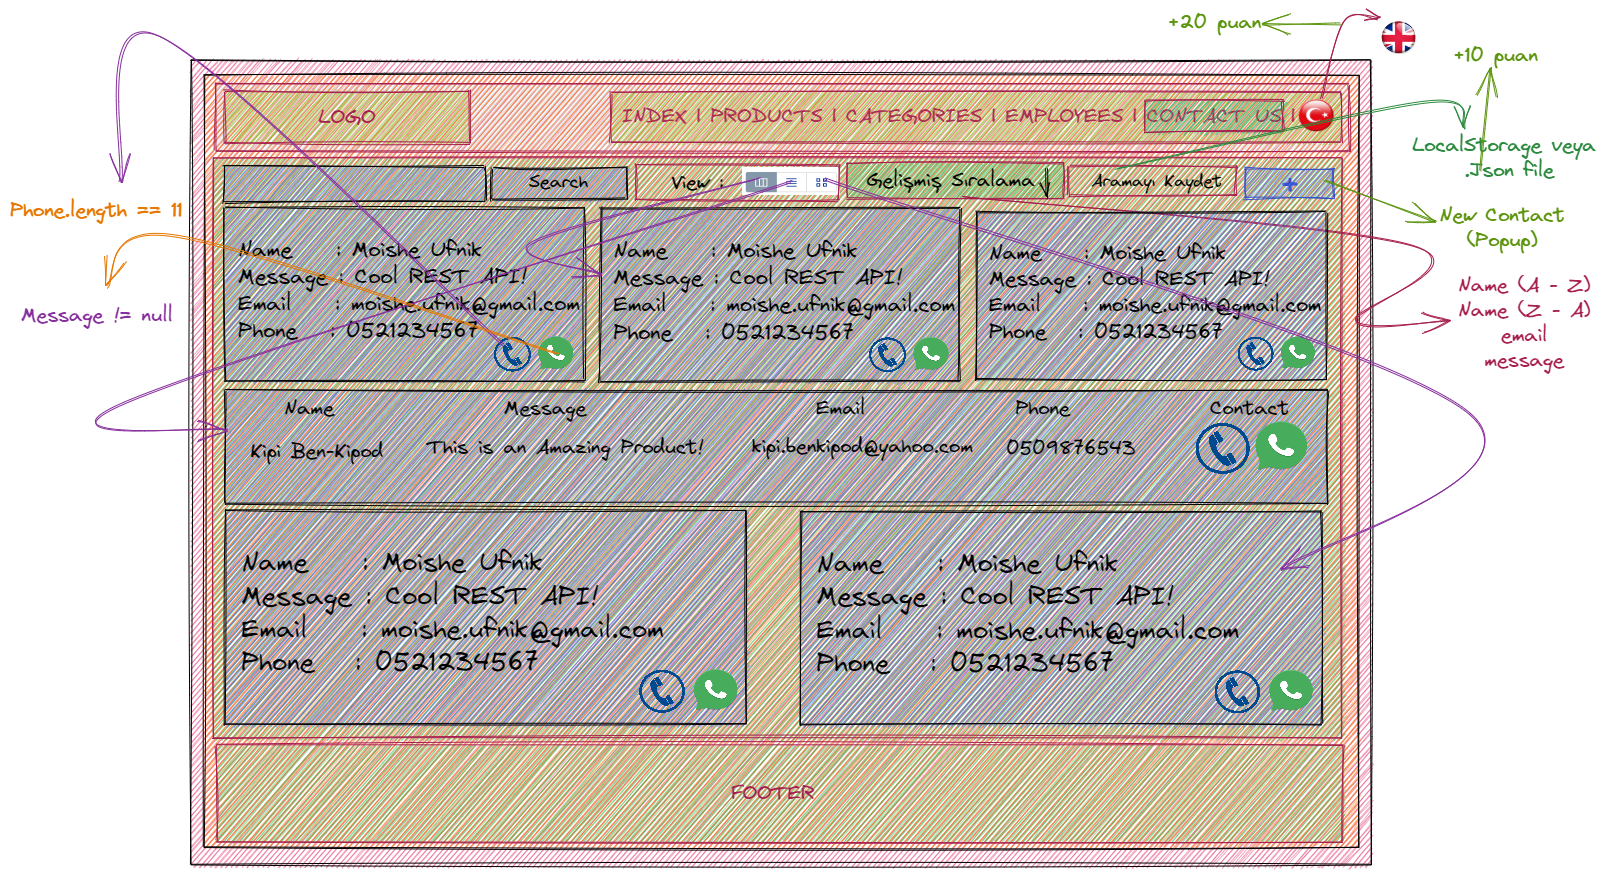 +20 puan
+10 puan
LOGO
INDEX | PRODUCTS | CATEGORIES | EMPLOYEES | CONTACT US |
LocalStorage veya
.Json file
Search
View :
Gelişmiş Sıralama
Aramayı Kaydet
+
New Contact
(Popup)
Phone.length == 11
Message != null
Name : Moishe Ufnik
Message : Cool REST API!
Email : moishe.ufnik@gmail.com
Phone : 0521234567
Name : Moishe Ufnik
Message : Cool REST API!
Email : moishe.ufnik@gmail.com
Phone : 0521234567
Name : Moishe Ufnik
Message : Cool REST API!
Email : moishe.ufnik@gmail.com
Phone : 0521234567
Name (A - Z)
Name (Z - A)
email
message
Name Message Email Phone Contact
Kipi Ben-Kipod This is an Amazing Product! kipi.benkipod@yahoo.com 0509876543
Name : Moishe Ufnik
Message : Cool REST API!
Email : moishe.ufnik@gmail.com
Phone : 0521234567
Name : Moishe Ufnik
Message : Cool REST API!
Email : moishe.ufnik@gmail.com
Phone : 0521234567
FOOTER